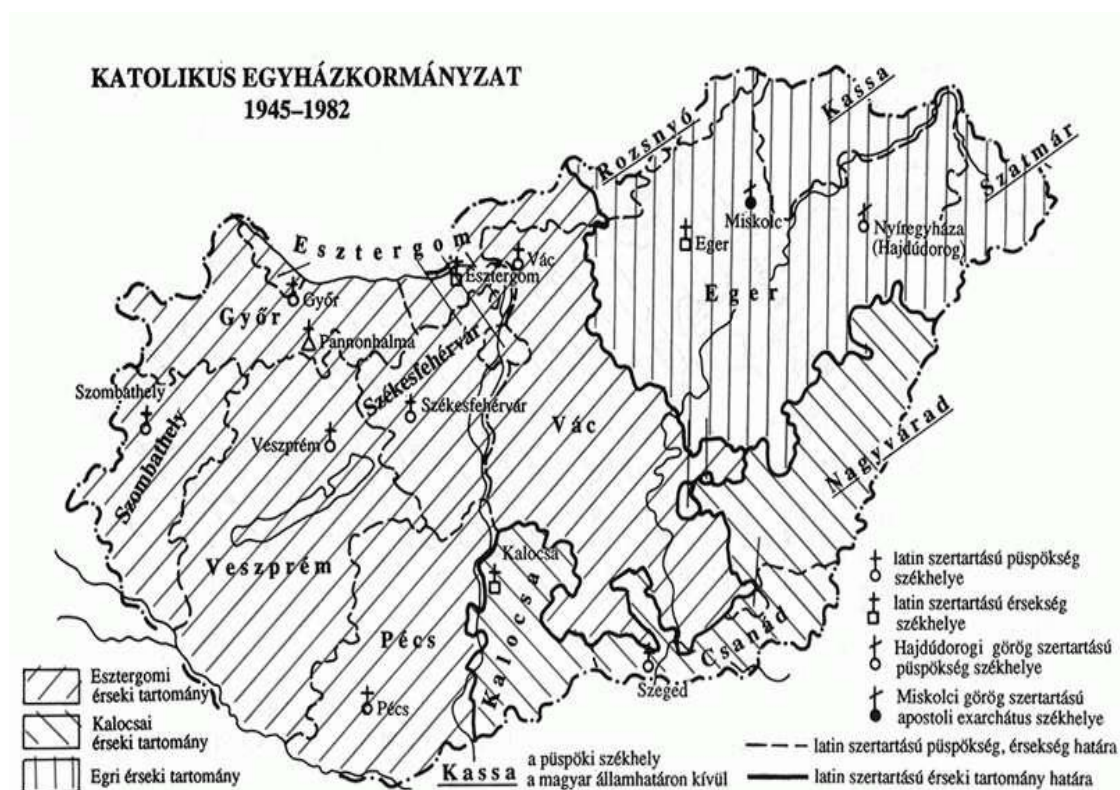 KATOLIKUS EGYHÁZKORMÁNYZAT
1945–1982
Rozsnyó
Kassa
Szatmár
Esztergom
Miskolc
Nyíregyháza
(Hajdúdorog)
Eger
Vác
Esztergom
Eger
Győr
Győr
Pannonhalma
Székesfehérvár
Szombathely
Székesfehérvár
Vác
Nagyvárad
Veszprém
Szombathely
Veszprém
Kalocsa
Kalocsa
Pécs
Csanád
Szeged
Pécs
latin szertartású püspökség
székhelye
latin szertartású érsekség
székhelye
Hajdúdorogi görög szertartású
püspökség székhelye
Miskolci görög szertartású
apostoli exarchátus székhelye
Esztergomi
érseki tartomány
Kalocsai
érseki tartomány
Egri érseki tartomány
Kassa
a püspöki székhely
a magyar államhatáron kívül
latin szertartású püspökség, érsekség határa
latin szertartású érseki tartomány határa